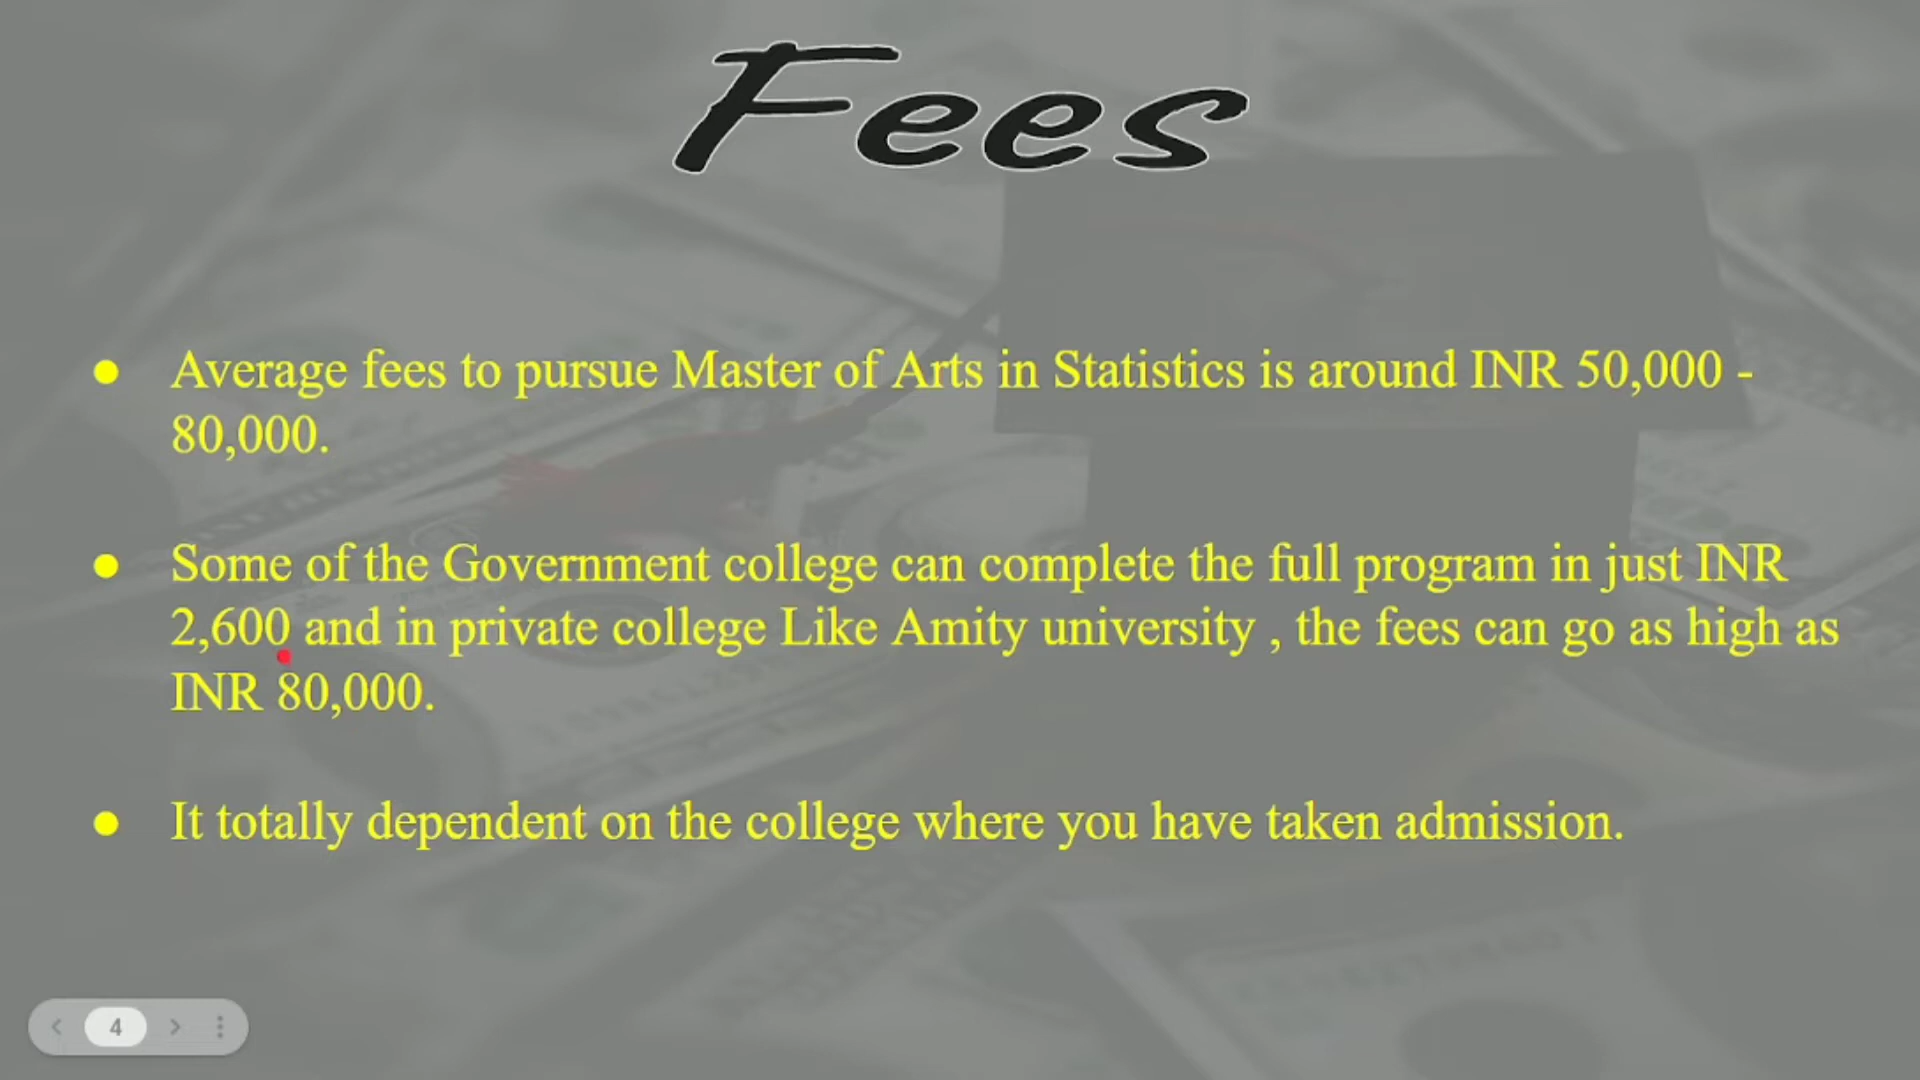 Fees
● Average fees to pursue Master of Arts in Statistics is around INR 50,000 -
80,000.
● Some of the Government college can complete the full program in just INR
2,600 and in private college Like Amity university , the fees can go as high as
INR 80,000.
● It totally dependent on the college where you have taken admission.
4